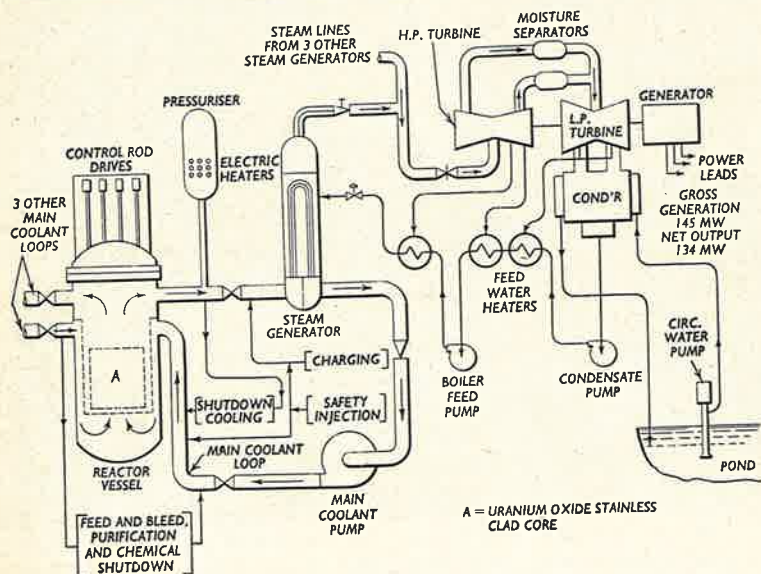 STEAM LINES
FROM 3 OTHER
STEAM GENERATORS
H.P. TURBINE
MOISTURE
SEPARATORS
PRESSURISER
GENERATOR
L.P.
TURBINE
CONTROL ROD
DRIVES
ELECTRIC
HEATERS
POWER
LEADS
3 OTHER
MAIN
COOLANT
LOOPS
COND'R
GROSS
GENERATION
145 MW
NET OUTPUT
134 MW
FEED
WATER
HEATERS
STEAM
GENERATOR
CIRC.
WATER
PUMP
CHARGING
A
BOILER
FEED
PUMP
CONDENSATE
PUMP
SHUTDOWN
COOLING
SAFETY
INJECTION
MAIN COOLANT
LOOP
REACTOR
VESSEL
POND
MAIN
COOLANT
PUMP
A = URANIUM OXIDE STAINLESS
CLAD CORE
FEED AND BLEED,
PURIFICATION
AND CHEMICAL
SHUTDOWN